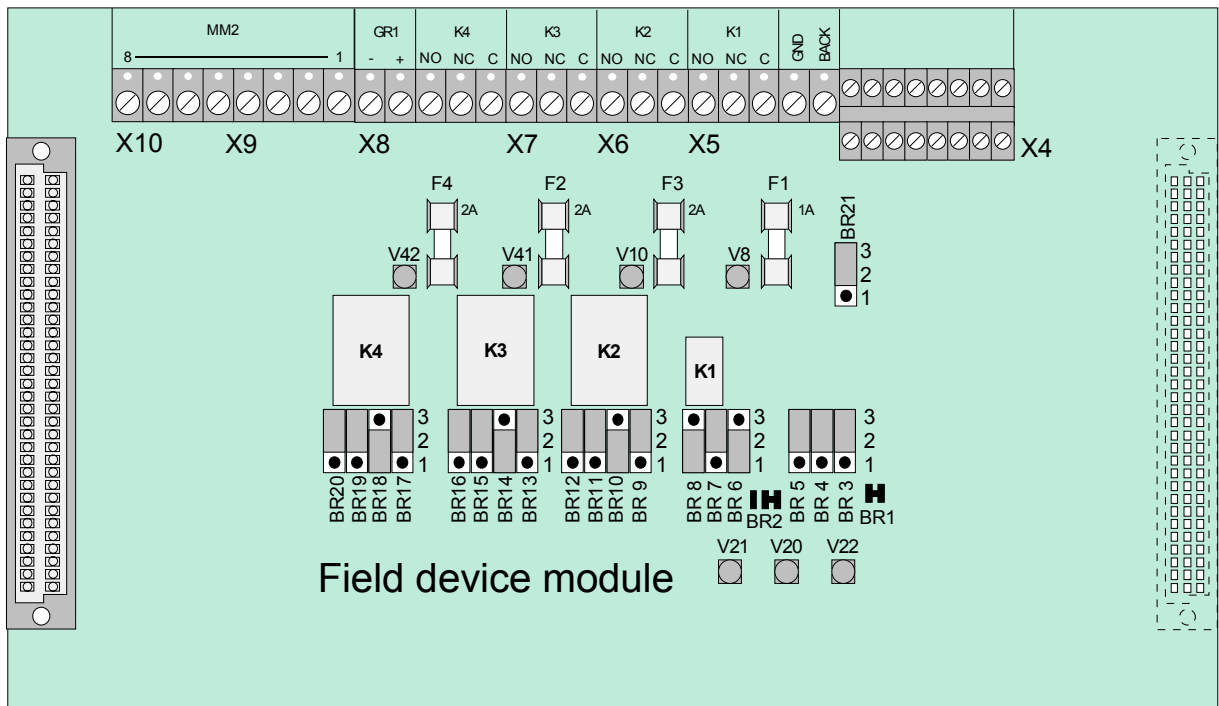 MM2 GR1 K4 K3 K2 K1 GND BACK
8 1 - + NO NC C NO NC C NO NC C NO NC C
X10 X9 X8 X7 X6 X5 X4
F4 F2 F3 F1
2A 2A 2A 1A
BR21
V42 V41 V10 V8
3
2
1
K4 K3 K2 K1
3 3 3 3 3
2 2 2 2 2
1 1 1 1 1
BR20 BR19 BR18 BR17 BR16 BR15 BR14 BR13 BR12 BR11 BR10 BR 9 BR 8 BR 7 BR 6 BR2 BR 5 BR 4 BR 3 BR1
V21 V20 V22
Field device module